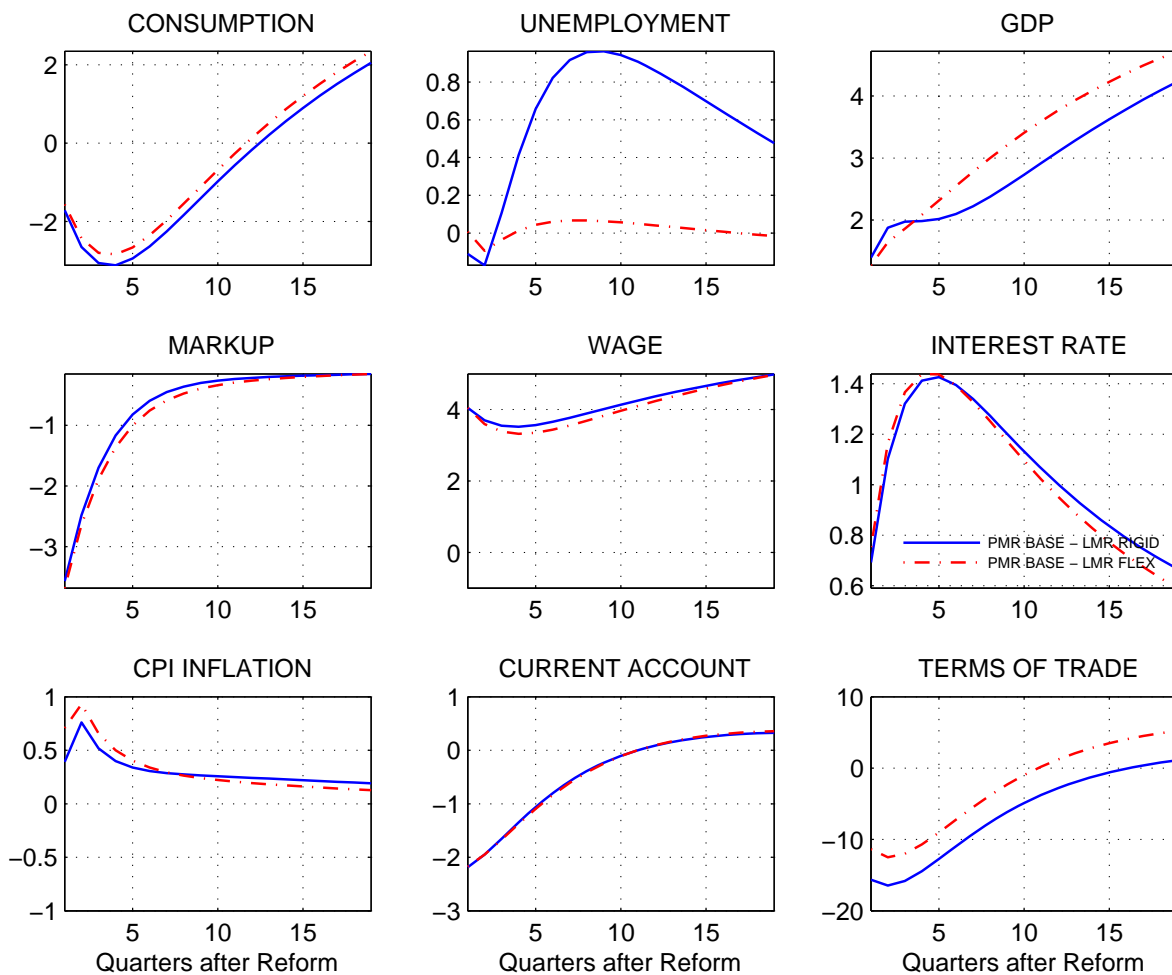 CONSUMPTION
2
0
−2
5 10 15
UNEMPLOYMENT
0.8
0.6
0.4
0.2
0
5 10 15
GDP
4
3
2
5 10 15
MARKUP
−1
−2
−3
5 10 15
WAGE
4
2
0
5 10 15
INTEREST RATE
1.4
1.2
1
0.8
0.6
PMR BASE − LMR RIGID
PMR BASE − LMR FLEX
5 10 15
CPI INFLATION
1
0.5
0
−0.5
−1
5 10 15
Quarters after Reform
CURRENT ACCOUNT
1
0
−1
−2
−3
5 10 15
Quarters after Reform
TERMS OF TRADE
10
0
−10
−20
5 10 15
Quarters after Reform